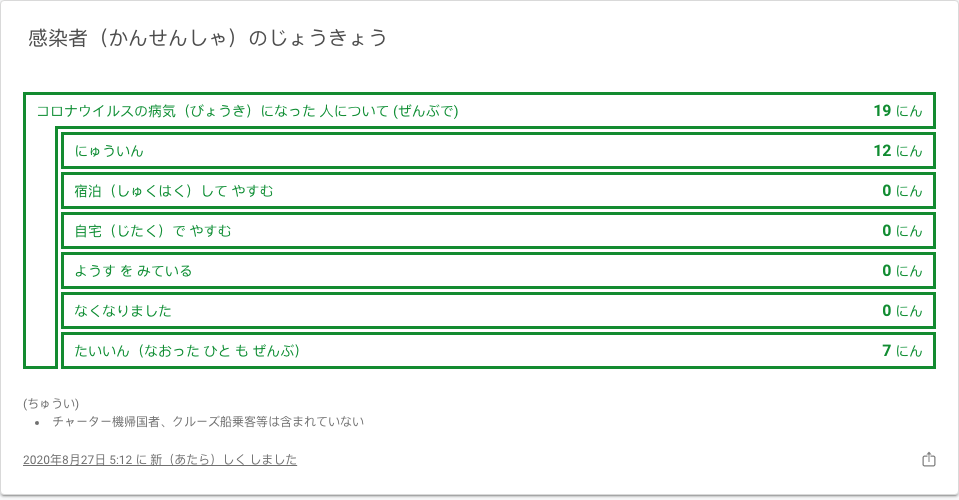 感染者（かんせんしゃ）のじょうきょう
コロナウイルスの病気（びょうき）になった 人について (ぜんぶで) 19 にん
にゅういん 12 にん
宿泊（しゅくはく）して やすむ 0 にん
自宅（じたく）で やすむ 0 にん
ようす を みている 0 にん
なくなりました 0 にん
たいいん（なおった ひと も ぜんぶ） 7 にん
(ちゅうい)
• チャーター機帰国者、クルーズ船乗客等は含まれていない
2020年8月27日 5:12 に 新（あたら）しく しました